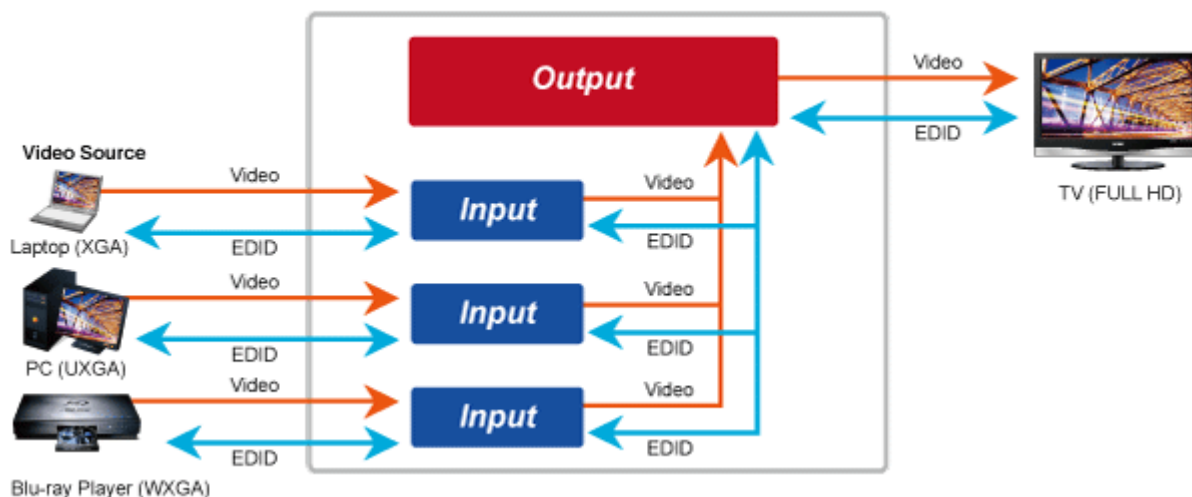 Output
Video
EDID
TV (FULL HD)
Video Source
Video
EDID
Laptop (XGA)
Input
Video
EDID
Video
EDID
PC (UXGA)
Input
Video
EDID
Video
EDID
Blu-ray Player (WXGA)
Input
Video
EDID